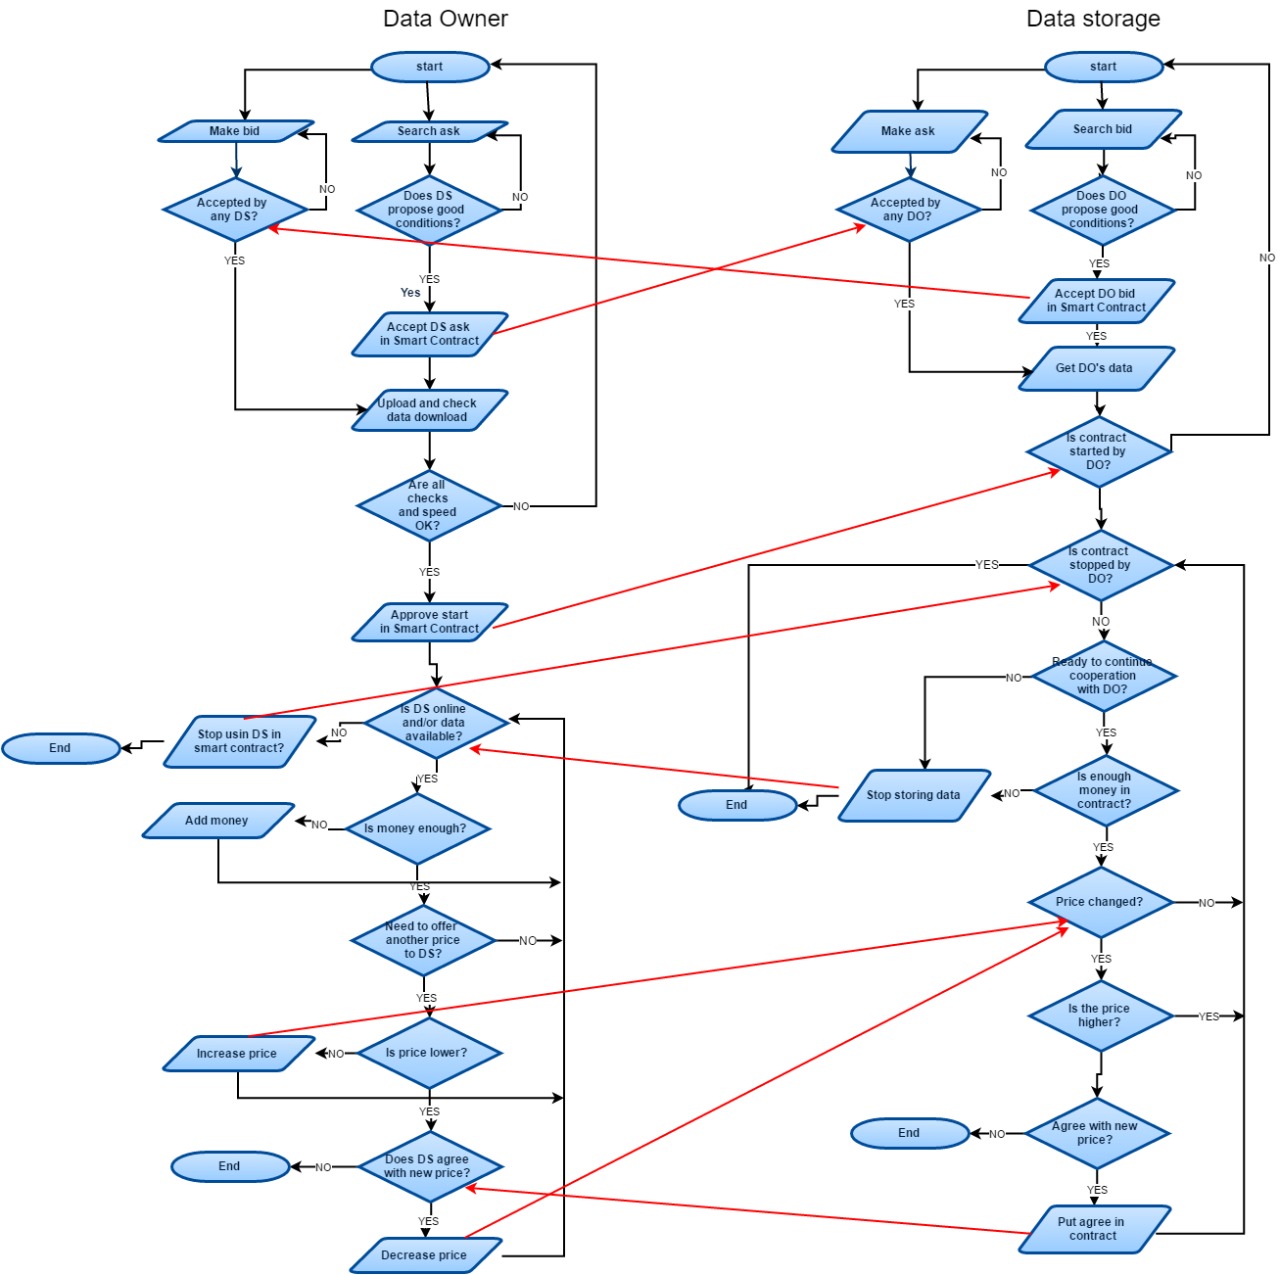 Data Owner
start
Make bid
Search ask
NO
NO
Accepted by
any DS?
Does DS
propose good
conditions?
YES
YES
Yes
Accept DS ask
in Smart Contract
Upload and check
data download
Are all
checks
and speed
OK?
NO
YES
Approve start
in Smart Contract
Is DS online
and/or data
available?
NO
Stop usin DS in
smart contract?
End
YES
Is money enough?
NO
Add money
YES
Need to offer
another price
to DS?
NO
YES
Is price lower?
NO
Increase price
YES
Does DS agree
with new price?
NO
End
YES
Decrease price
Data storage
start
Make ask
Search bid
NO
NO
Accepted by
any DO?
Does DO
propose good
conditions?
YES
YES
Accept DO bid
in Smart Contract
YES
Get DO's data
Is contract
started by
DO?
NO
Is contract
stopped by
DO?
YES
NO
Ready to continue
cooperation
with DO?
NO
YES
Is enough
money in
contract?
NO
Stop storing data
End
YES
Price changed?
NO
YES
Is the price
higher?
YES
Agree with new
price?
NO
End
YES
Put agree in
contract